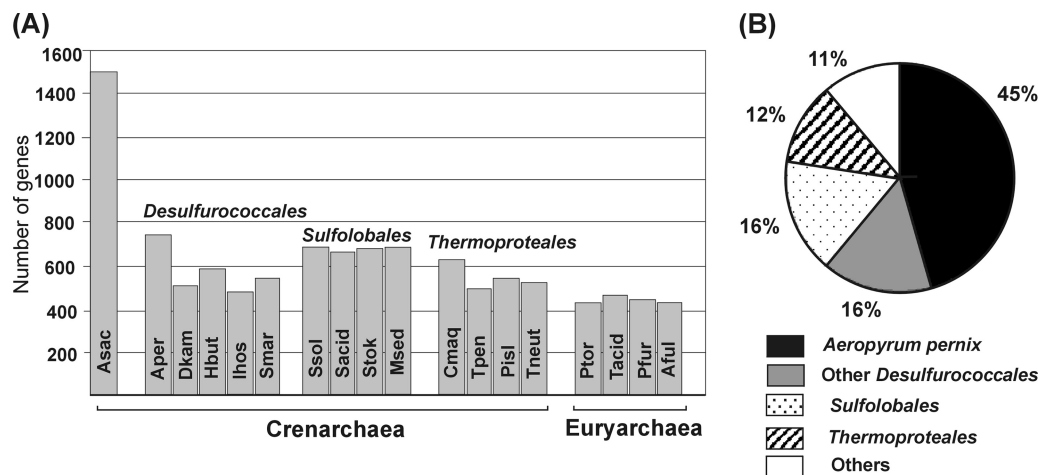 (A)
(B)
Number of genes
1600
1400
1200
1000
800
600
400
200
Desulfurococcales
Sulfolobales
Thermoproteales
Asac
Aper
Dkam
Hbut
Ihos
Smar
Ssol
Sacid
Stok
Msed
Cmaq
Tpen
Pisl
Tneut
Ptor
Tacid
Pfur
Aful
Crenarchaea
Euryarchaea
11%
45%
12%
16%
16%
Aeropyrum pernix
Other Desulfurococcales
Sulfolobales
Thermoproteales
Others